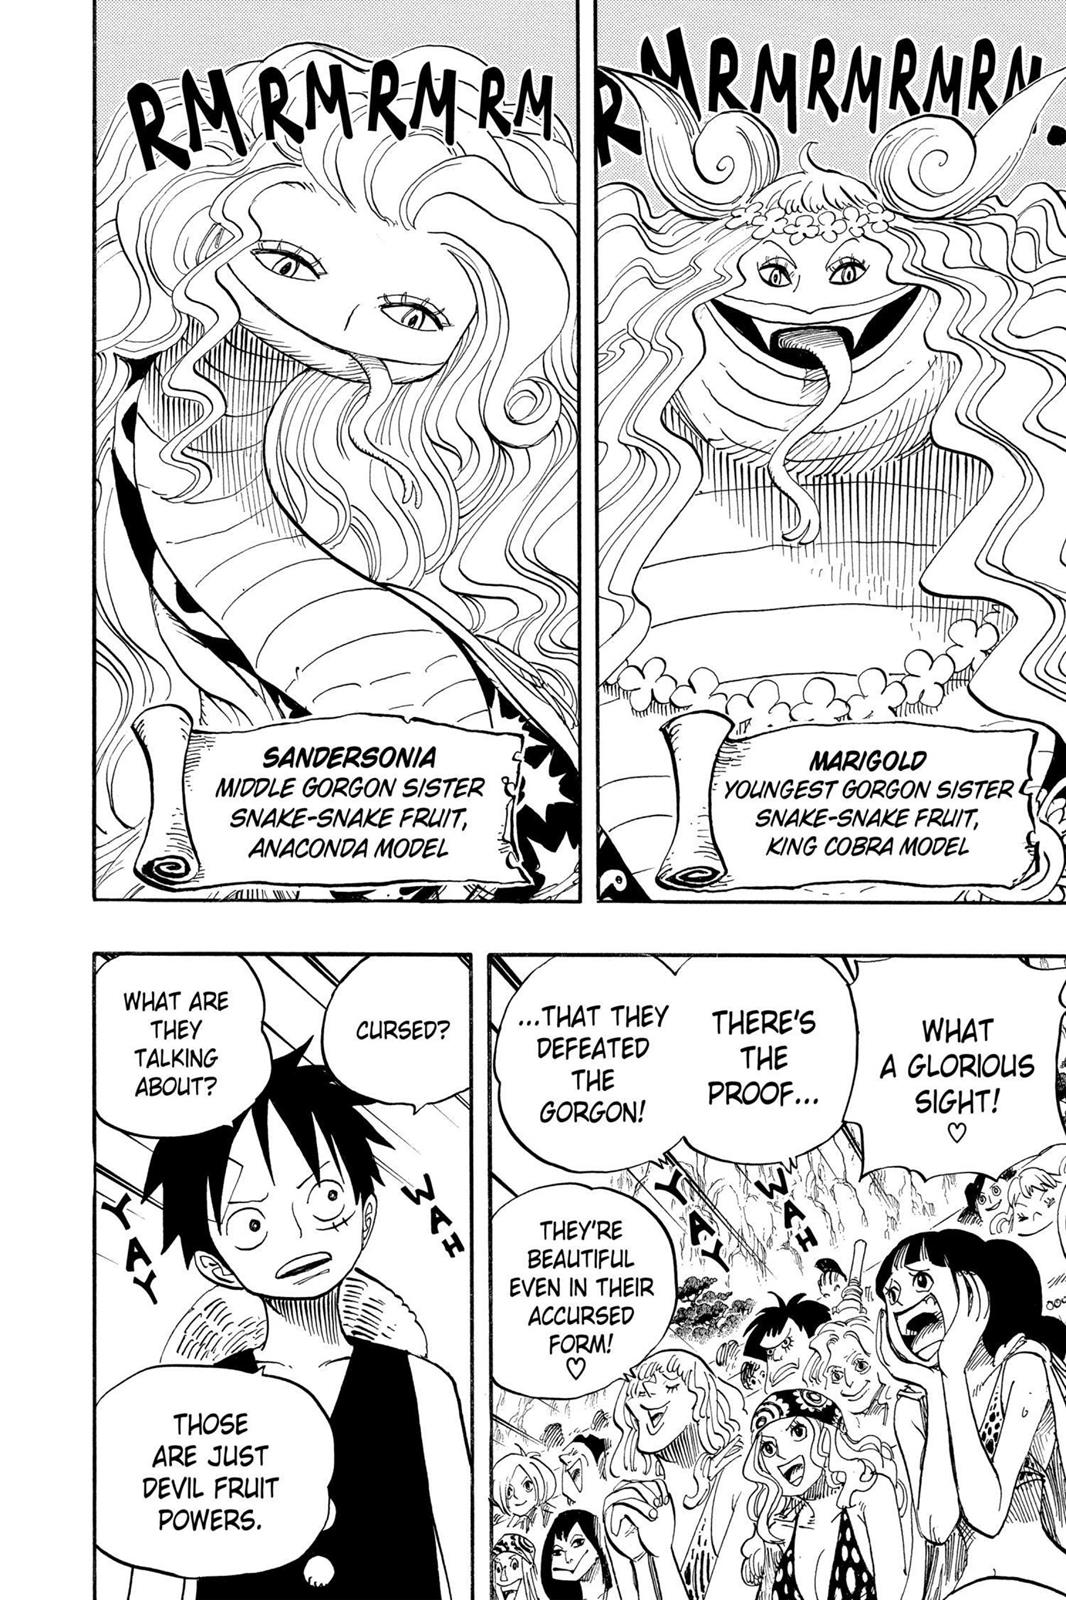 RMRMRMRMRM
MARIGOLD
YOUNGEST GORGON SISTER
SNAKE-SNAKE FRUIT,
KING COBRA MODEL
RMRMRMRM
SANDERSONIA
MIDDLE GORGON SISTER
SNAKE-SNAKE FRUIT,
ANACONDA MODEL
WHAT
A GLORIOUS
SIGHT!
♡
THERE'S
THE
PROOF...
...THAT THEY
DEFEATED
THE
GORGON!
WAH
YAY
THEY'RE
BEAUTIFUL
EVEN IN THEIR
ACCURSED
FORM!
♡
CURSED?
WHAT ARE
THEY
TALKING
ABOUT?
WAH
YAY
THOSE
ARE JUST
DEVIL FRUIT
POWERS.